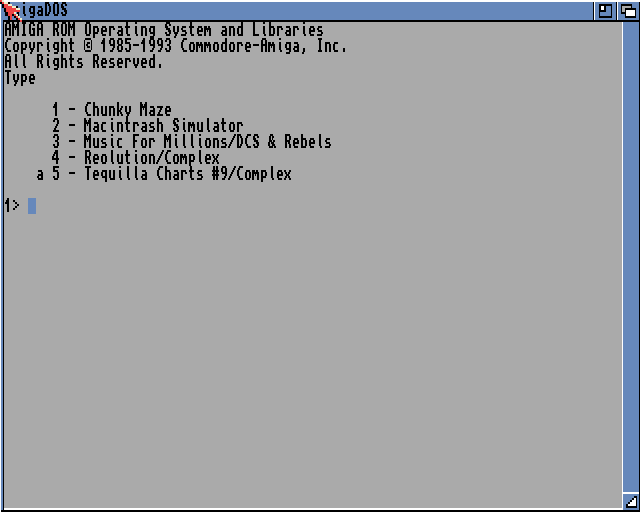 igaDOS
AMIGA ROM Operating System and Libraries
Copyright © 1985-1993 Commodore-Amiga, Inc.
All Rights Reserved.
Type
1 - Chunky Maze
2 - Macintrash Simulator
3 - Music For Millions/DCS & Rebels
4 - Reolution/Complex
a 5 - Tequilla Charts #9/Complex
1>